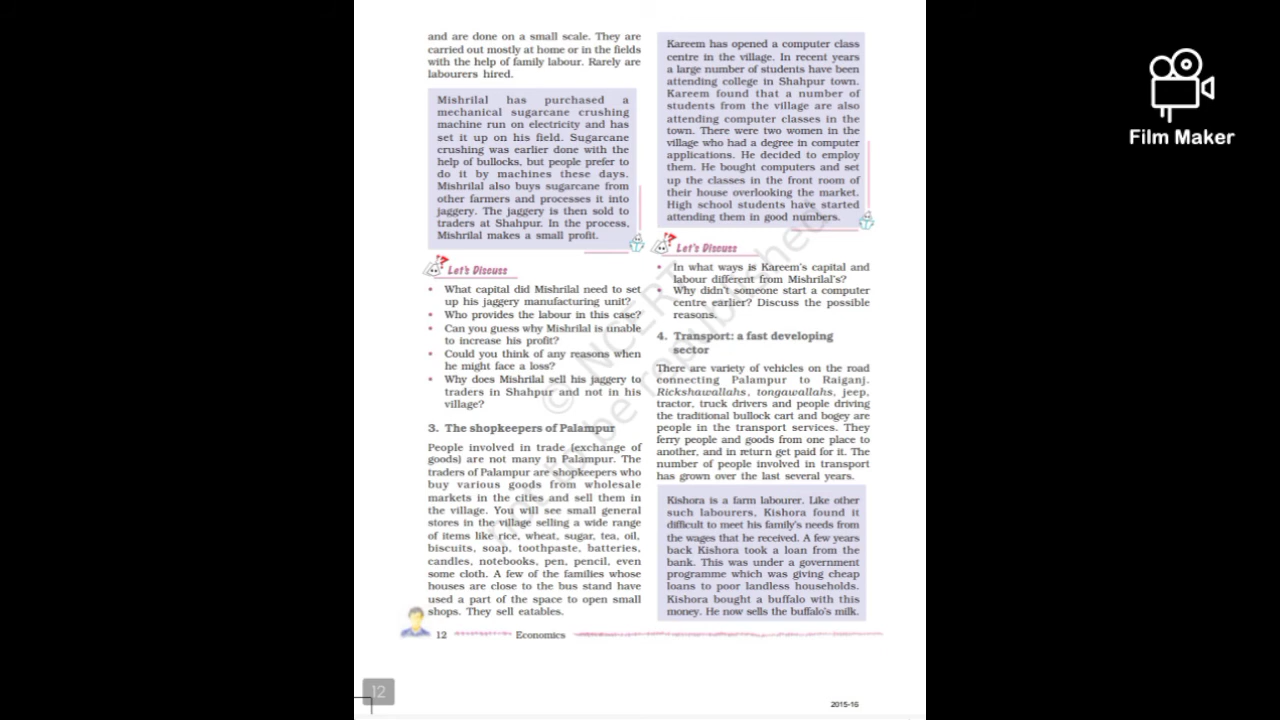 and are done on a small scale. They are
carried out mostly at home or in the fields
with the help of family labour. Rarely are
labourers hired.
Mishrilal has purchased a
mechanical sugarcane crushing
machine run on electricity and has
set it up on his field. Sugarcane
crushing was earlier done with the
help of bullocks, but people prefer to
do it by machines these days.
Mishrilal also buys sugarcane from
other farmers and processes it into
jaggery. The jaggery is then sold to
traders at Shahpur. In the process,
Mishrilal makes a small profit.
Let's Discuss
• What capital did Mishrilal need to set
up his jaggery manufacturing unit?
• Who provides the labour in this case?
• Can you guess why Mishrilal is unable
to increase his profit?
• Could you think of any reasons when
he might face a loss?
• Why does Mishrilal sell his jaggery to
traders in Shahpur and not in his
village?
3. The shopkeepers of Palampur
People involved in trade (exchange of
goods) are not many in Palampur. The
traders of Palampur are shopkeepers who
buy various goods from wholesale
markets in the cities and sell them in
the village. You will see small general
stores in the village selling a wide range
of items like rice, wheat, sugar, tea, oil,
biscuits, soap, toothpaste, batteries,
candles, notebooks, pen, pencil, even
some cloth. A few of the families whose
houses are close to the bus stand have
used a part of the space to open small
shops. They sell eatables.
Kareem has opened a computer class
centre in the village. In recent years
a large number of students have been
attending college in Shahpur town.
Kareem found that a number of
students from the village are also
attending computer classes in the
town. There were two women in the
village who had a degree in computer
applications. He decided to employ
them. He bought computers and set
up the classes in the front room of
their house overlooking the market.
High school students have started
attending them in good numbers.
Let's Discuss
• In what ways is Kareem's capital and
labour different from Mishrilal's?
• Why didn't someone start a computer
centre earlier? Discuss the possible
reasons.
4. Transport: a fast developing
sector
There are variety of vehicles on the road
connecting Palampur to Raiganj.
Rickshawallahs, tongawallahs, jeep,
tractor, truck drivers and people driving
the traditional bullock cart and bogey are
people in the transport services. They
ferry people and goods from one place to
another, and in return get paid for it. The
number of people involved in transport
has grown over the last several years.
Kishora is a farm labourer. Like other
such labourers, Kishora found it
difficult to meet his family's needs from
the wages that he received. A few years
back Kishora took a loan from the
bank. This was under a government
programme which was giving cheap
loans to poor landless households.
Kishora bought a buffalo with this
money. He now sells the buffalo's milk.
12 Economics
12
2015-16
© NCERT
not to be republished
Film Maker